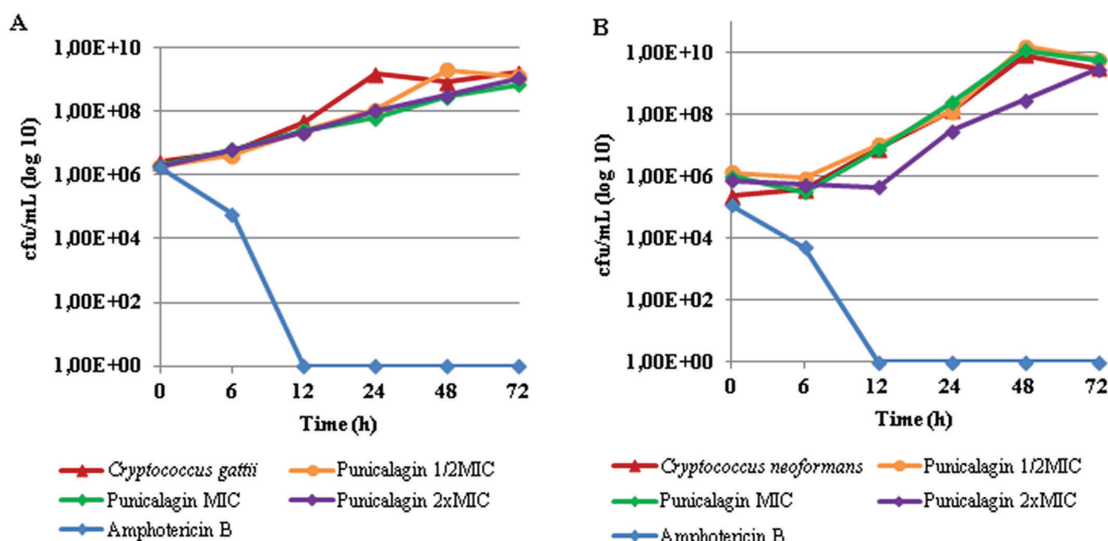 A
cfu/mL (log 10)
1,00E+10
1,00E+08
1,00E+06
1,00E+04
1,00E+02
1,00E+00
0 6 12 24 48 72
Time (h)
Cryptococcus gattii
Punicalagin 1/2MIC
Punicalagin MIC
Punicalagin 2xMIC
Amphotericin B
B
cfu/mL (log 10)
1,00E+10
1,00E+08
1,00E+06
1,00E+04
1,00E+02
1,00E+00
0 6 12 24 48 72
Time (h)
Cryptococcus neoformans
Punicalagin 1/2MIC
Punicalagin MIC
Punicalagin 2xMIC
Amphotericin B